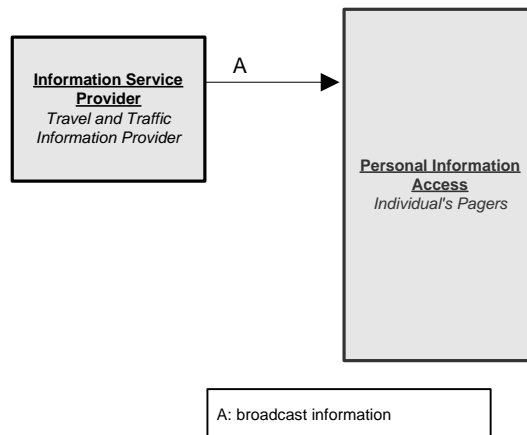 Information Service
Provider
Travel and Traffic
Information Provider
A
Personal Information
Access
Individual's Pagers
A: broadcast information